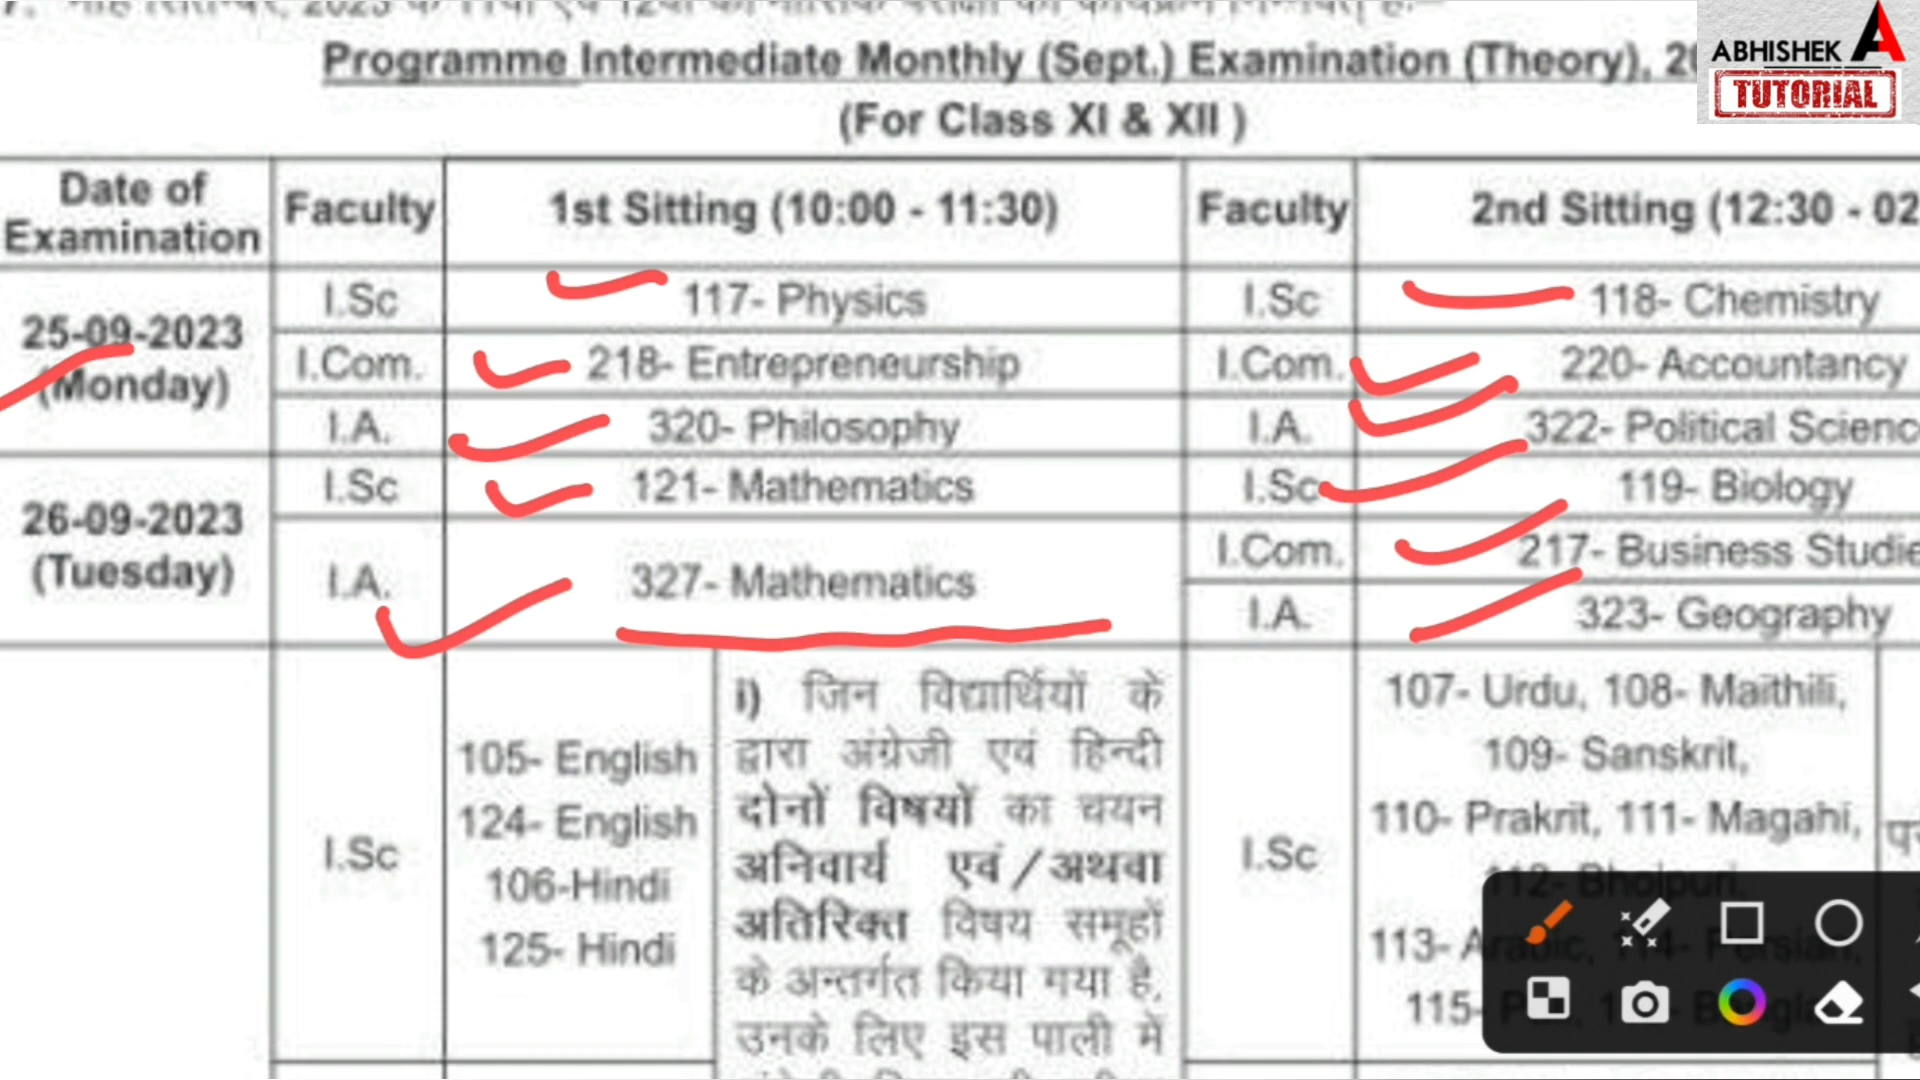 Programme Intermediate Monthly (Sept.) Examination (Theory), 20
(For Class XI & XII )
ABHISHEK
TUTORIAL
Date of Examination
Faculty
1st Sitting (10:00 - 11:30)
Faculty
2nd Sitting (12:30 - 02
25-09-2023
(Monday)
I.Sc
117- Physics
I.Sc
118- Chemistry
I.Com.
218- Entrepreneurship
I.Com.
220- Accountancy
I.A.
320- Philosophy
I.A.
322- Political Scienc
26-09-2023
(Tuesday)
I.Sc
121- Mathematics
I.Sc
119- Biology
I.A.
327- Mathematics
I.Com.
217- Business Studie
I.A.
323- Geography
I.Sc
105- English
124- English
106-Hindi
125- Hindi
i) जिन विद्यार्थियों के
द्वारा अंग्रेजी एवं हिन्दी
दोनों विषयों का चयन
अनिवार्य एवं/अथवा
अतिरिक्त विषय समूहों
के अन्तर्गत किया गया है,
उनके लिए इस पाली में
I.Sc
107- Urdu, 108- Maithili,
109- Sanskrit,
110- Prakrit, 111- Magahi,
112- Bhojpuri,
113-
115-